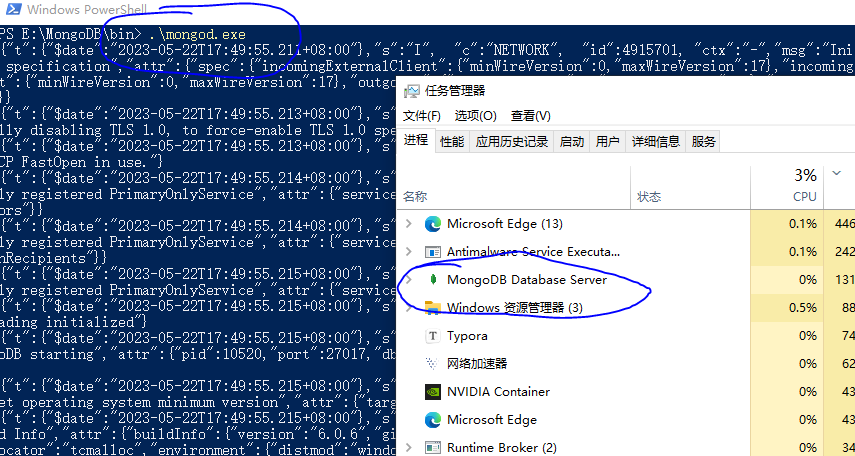 Windows PowerShell
PS E:\MongoDB\bin> .\mongod.exe
{"t":{"$date":"2023-05-22T17:49:55.211+08:00"},"s":"I", "c":"NETWORK", "id":4915701, "ctx":"-","msg":"Ini
specification","attr":{"spec":{"incomingExternalClient":{"minWireVersion":0,"maxWireVersion":17},"incoming
t":{"minWireVersion":0,"maxWireVersion":17},"outgo
}}
{"t":{"$date":"2023-05-22T17:49:55.213+08:00"},"s"
lly disabling TLS 1.0, to force-enable TLS 1.0 spe
{"t":{"$date":"2023-05-22T17:49:55.213+08:00"},"s"
CP FastOpen in use."}
{"t":{"$date":"2023-05-22T17:49:55.214+08:00"},"s"
ly registered PrimaryOnlyService","attr":{"service
ors"}}
{"t":{"$date":"2023-05-22T17:49:55.214+08:00"},"s"
ly registered PrimaryOnlyService","attr":{"service
nRecipients"}}
{"t":{"$date":"2023-05-22T17:49:55.215+08:00"},"s"
ly registered PrimaryOnlyService","attr":{"service
{"t":{"$date":"2023-05-22T17:49:55.215+08:00"},"s"
ading initialized"}
{"t":{"$date":"2023-05-22T17:49:55.215+08:00"},"s"
oDB starting","attr":{"pid":10520,"port":27017,"db
{"t":{"$date":"2023-05-22T17:49:55.215+08:00"},"s"
et operating system minimum version","attr":{"targ
{"t":{"$date":"2023-05-22T17:49:55.215+08:00"},"s"
d Info","attr":{"buildInfo":{"version":"6.0.6","gi
ocator":"tcmalloc","environment":{"distmod":"windo
任务管理器
文件(F) 选项(O) 查看(V)
进程 性能 应用历史记录 启动 用户 详细信息 服务
3%
名称 状态 CPU
Microsoft Edge (13) 0.1% 446
Antimalware Service Executa... 0.1% 242
MongoDB Database Server 0% 131
Windows 资源管理器 (3) 0.5% 88
Typora 0% 74
网络加速器 0% 62
NVIDIA Container 0% 43
Microsoft Edge 0% 43
Runtime Broker (2) 0% 34